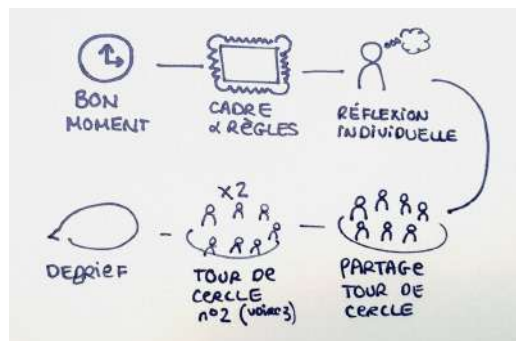 BON
MOMENT
CADRE
& RÈGLES
RÉFLEXION
INDIVIDUELLE
PARTAGE
TOUR DE
CERCLE
x2
TOUR DE
CERCLE
n°2 (voire 3)
DEBRIEF